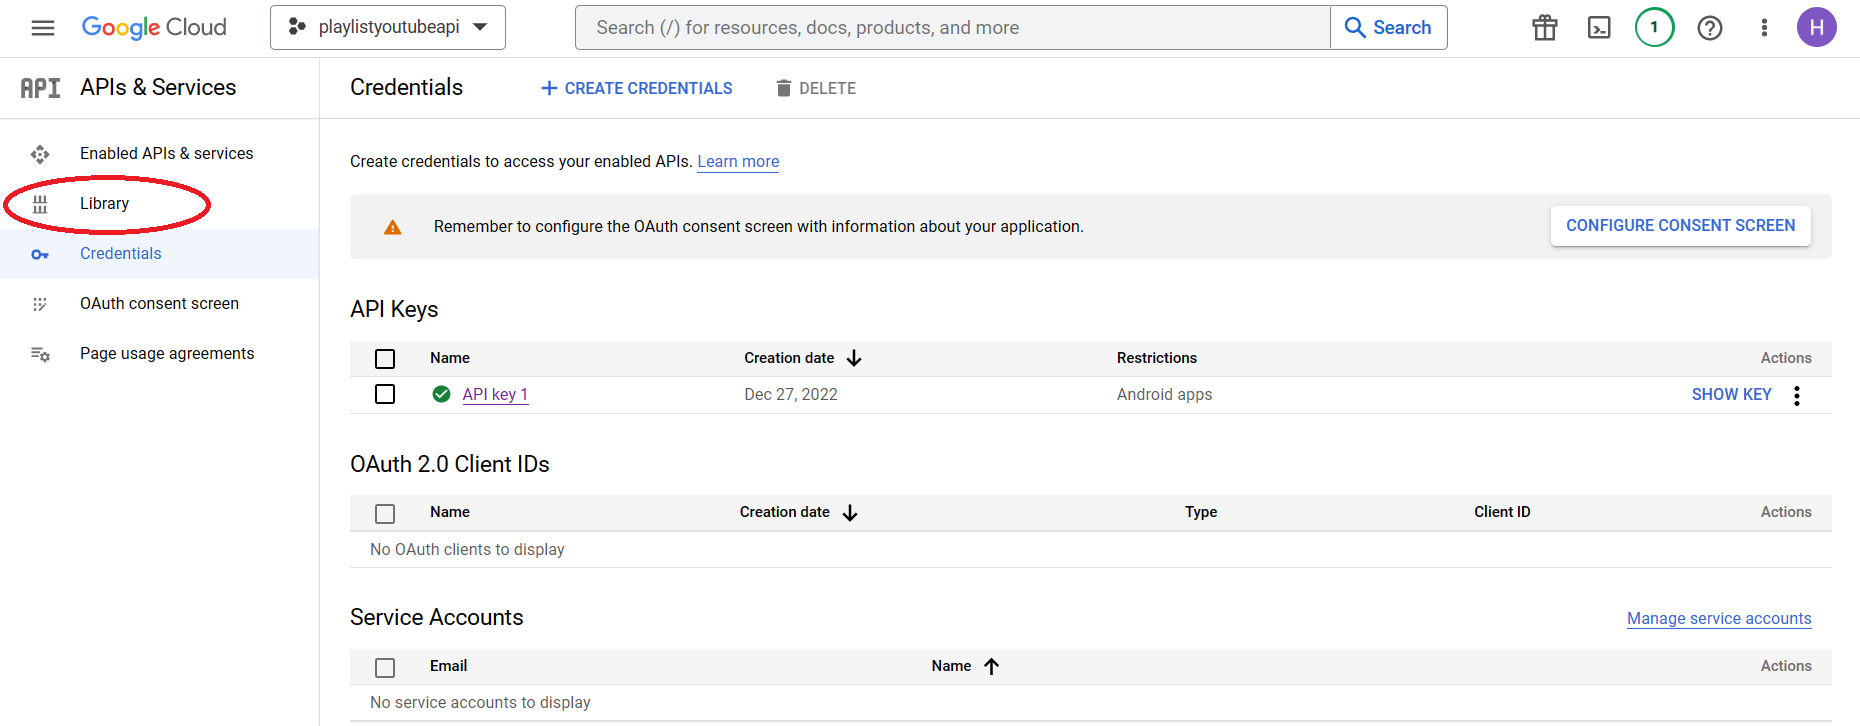 Google Cloud
playlistyoutubeapi
Search (/) for resources, docs, products, and more
Search
1
H
API
APIs & Services
Enabled APIs & services
Library
Credentials
OAuth consent screen
Page usage agreements
Credentials
CREATE CREDENTIALS
DELETE
Create credentials to access your enabled APIs. Learn more
Remember to configure the OAuth consent screen with information about your application.
CONFIGURE CONSENT SCREEN
API Keys
Name Creation date Restrictions Actions
API key 1 Dec 27, 2022 Android apps SHOW KEY
OAuth 2.0 Client IDs
Name Creation date Type Client ID Actions
No OAuth clients to display
Service Accounts
Manage service accounts
Email Name Actions
No service accounts to display